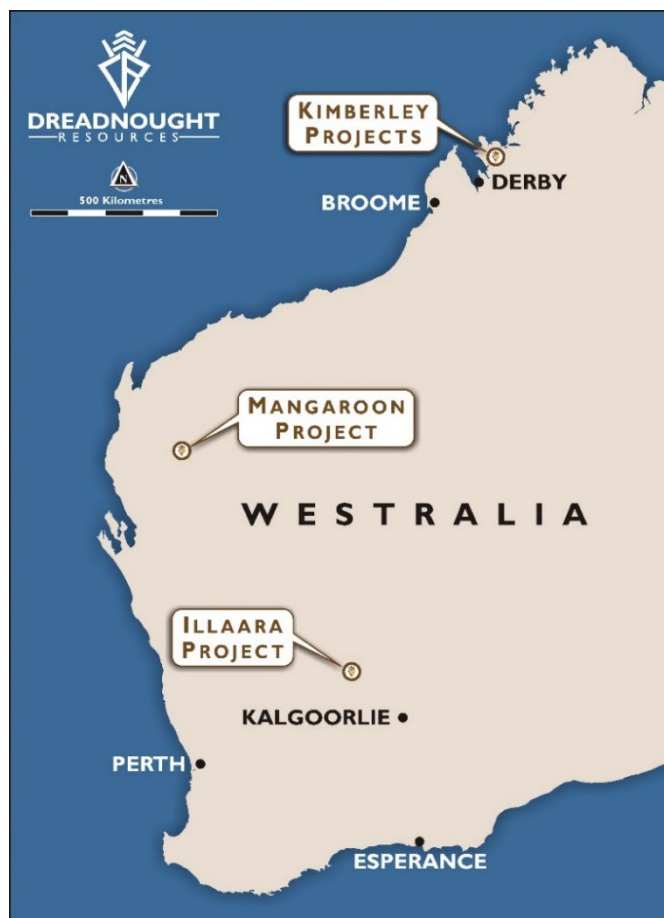 DREADNOUGHT
RESOURCES
N
500 Kilometres
KIMBERLEY
PROJECTS
DERBY
BROOME
MANGAROON
PROJECT
WESTRALIA
ILLAARA
PROJECT
KALGOORLIE
PERTH
ESPERANCE